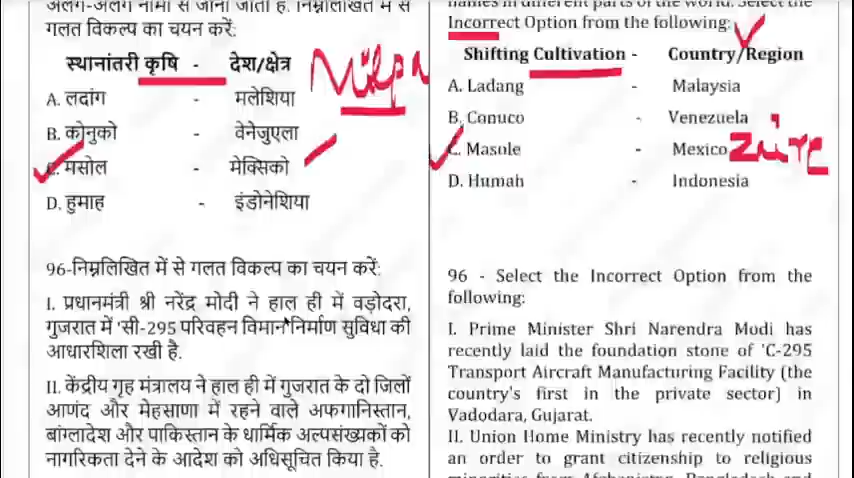 अलग-अलग नामों से जाना जाता है. निम्नलिखित में से
गलत विकल्प का चयन करें:
स्थानांतरी कृषि - देश/क्षेत्र
A. लदांग - मलेशिया
B. कोनुको - वेनेजुएला
C. मसोल - मेक्सिको
D. हुमाह - इंडोनेशिया
Milpa
96-निम्नलिखित में से गलत विकल्प का चयन करें:
I. प्रधानमंत्री श्री नरेंद्र मोदी ने हाल ही में वड़ोदरा,
गुजरात में 'सी-295 परिवहन विमान निर्माण सुविधा की
आधारशिला रखी है.
II. केंद्रीय गृह मंत्रालय ने हाल ही में गुजरात के दो जिलों
आणंद और मेहसाणा में रहने वाले अफगानिस्तान,
बांग्लादेश और पाकिस्तान के धार्मिक अल्पसंख्यकों को
नागरिकता देने के आदेश को अधिसूचित किया है.
names in different parts of the world. Select the
Incorrect Option from the following:
Shifting Cultivation - Country/Region
A. Ladang - Malaysia
B. Conuco - Venezuela
C. Masole - Mexico
D. Humah - Indonesia
Zaire
96 - Select the Incorrect Option from the
following:
I. Prime Minister Shri Narendra Modi has
recently laid the foundation stone of 'C-295
Transport Aircraft Manufacturing Facility (the
country's first in the private sector) in
Vadodara, Gujarat.
II. Union Home Ministry has recently notified
an order to grant citizenship to religious
minorities from Afghanistan, Bangladesh and